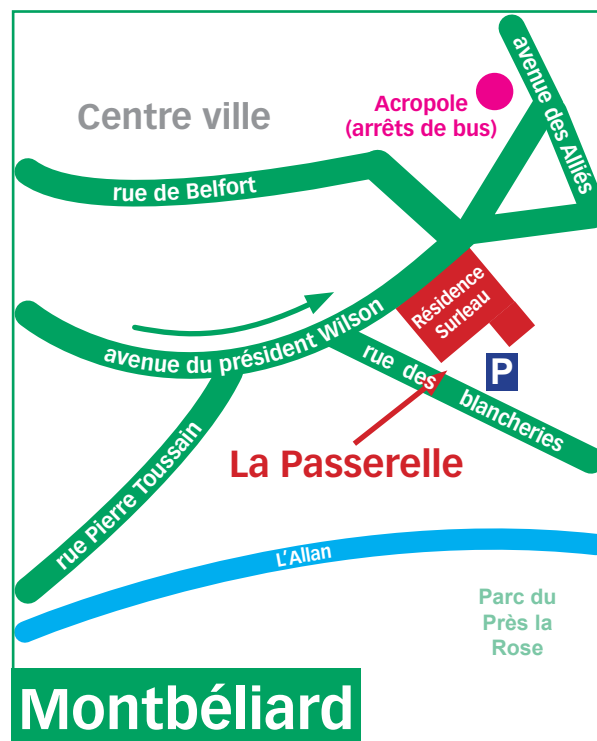 avenue des Alliés
Centre ville
Acropole
(arrêts de bus)
rue de Belfort
Résidence
Surleau
avenue du président Wilson
P
rue des blancheries
La Passerelle
rue Pierre Toussain
L'Allan
Parc du
Près la
Rose
Montbéliard